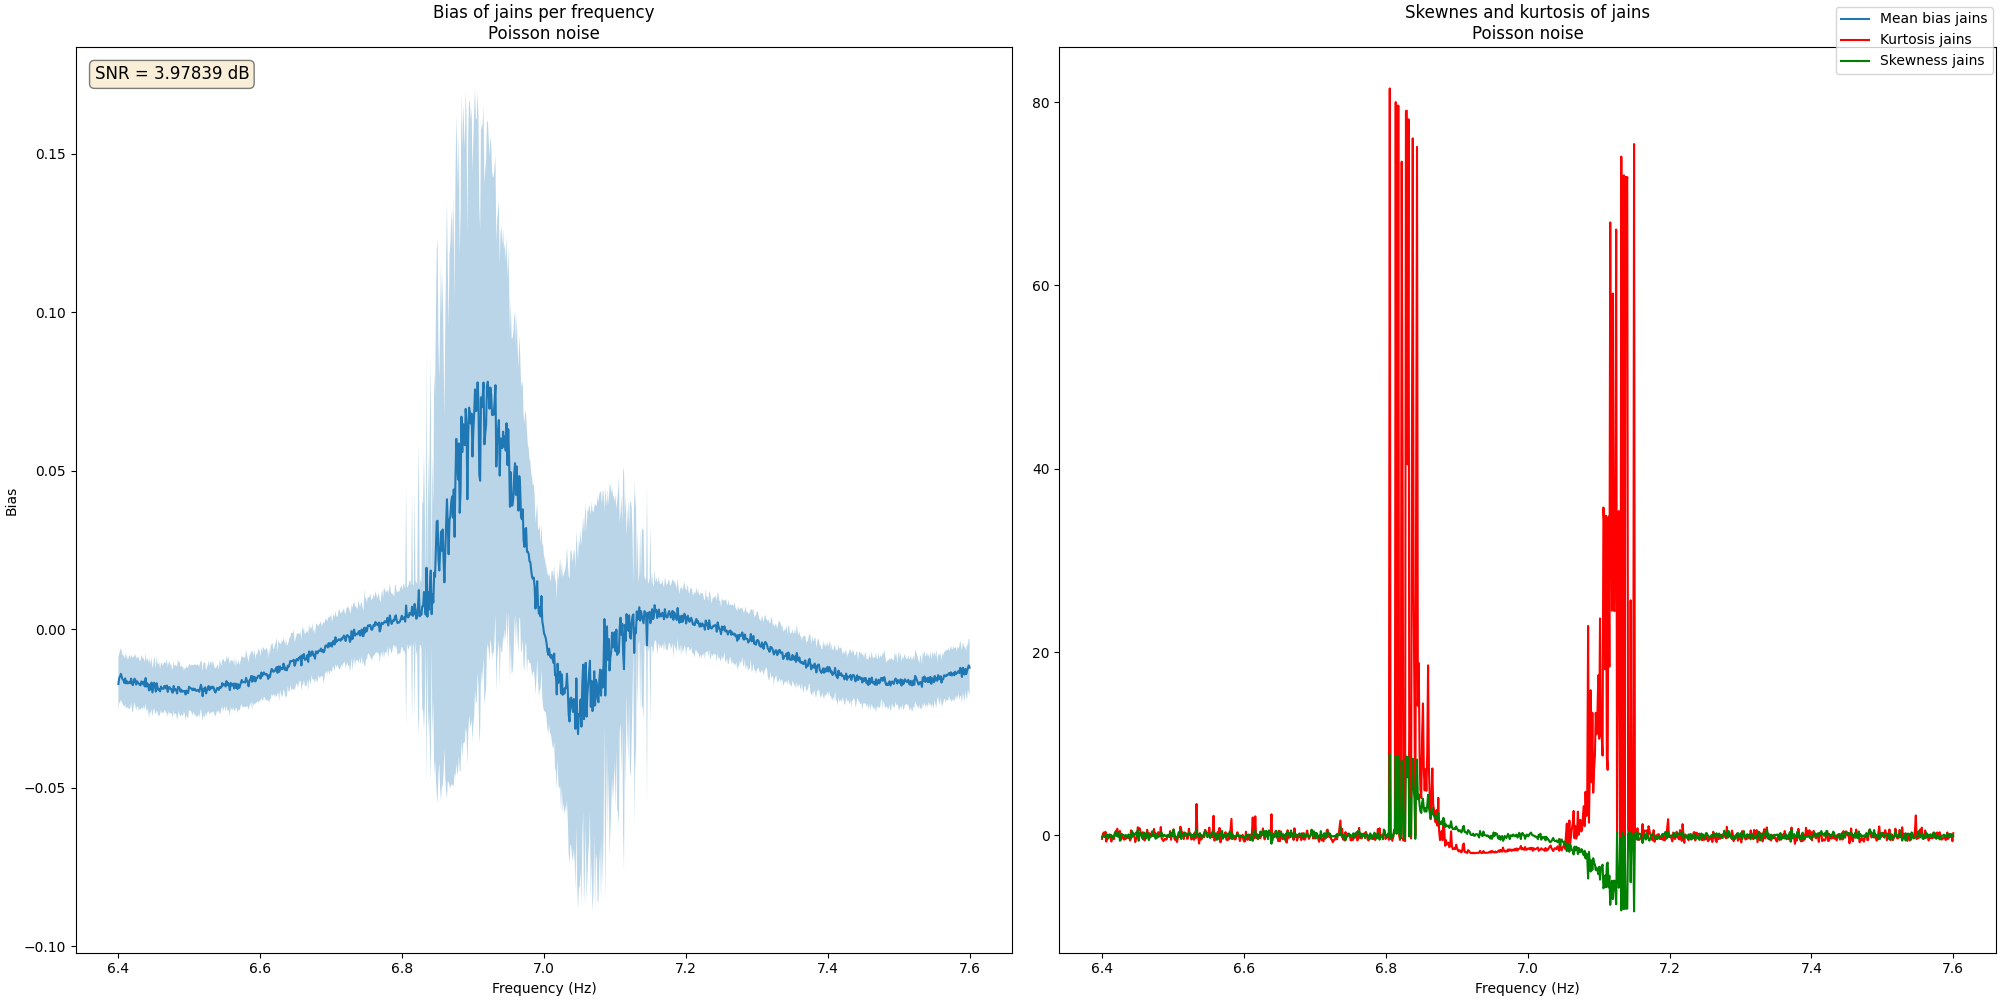 Bias of jains per frequency
Poisson noise
SNR = 3.97839 dB
0.15
0.10
0.05
0.00
−0.05
−0.10
Bias
6.4 6.6 6.8 7.0 7.2 7.4 7.6
Frequency (Hz)
Skewnes and kurtosis of jains
Poisson noise
Mean bias jains
Kurtosis jains
Skewness jains
80
60
40
20
0
6.4 6.6 6.8 7.0 7.2 7.4 7.6
Frequency (Hz)